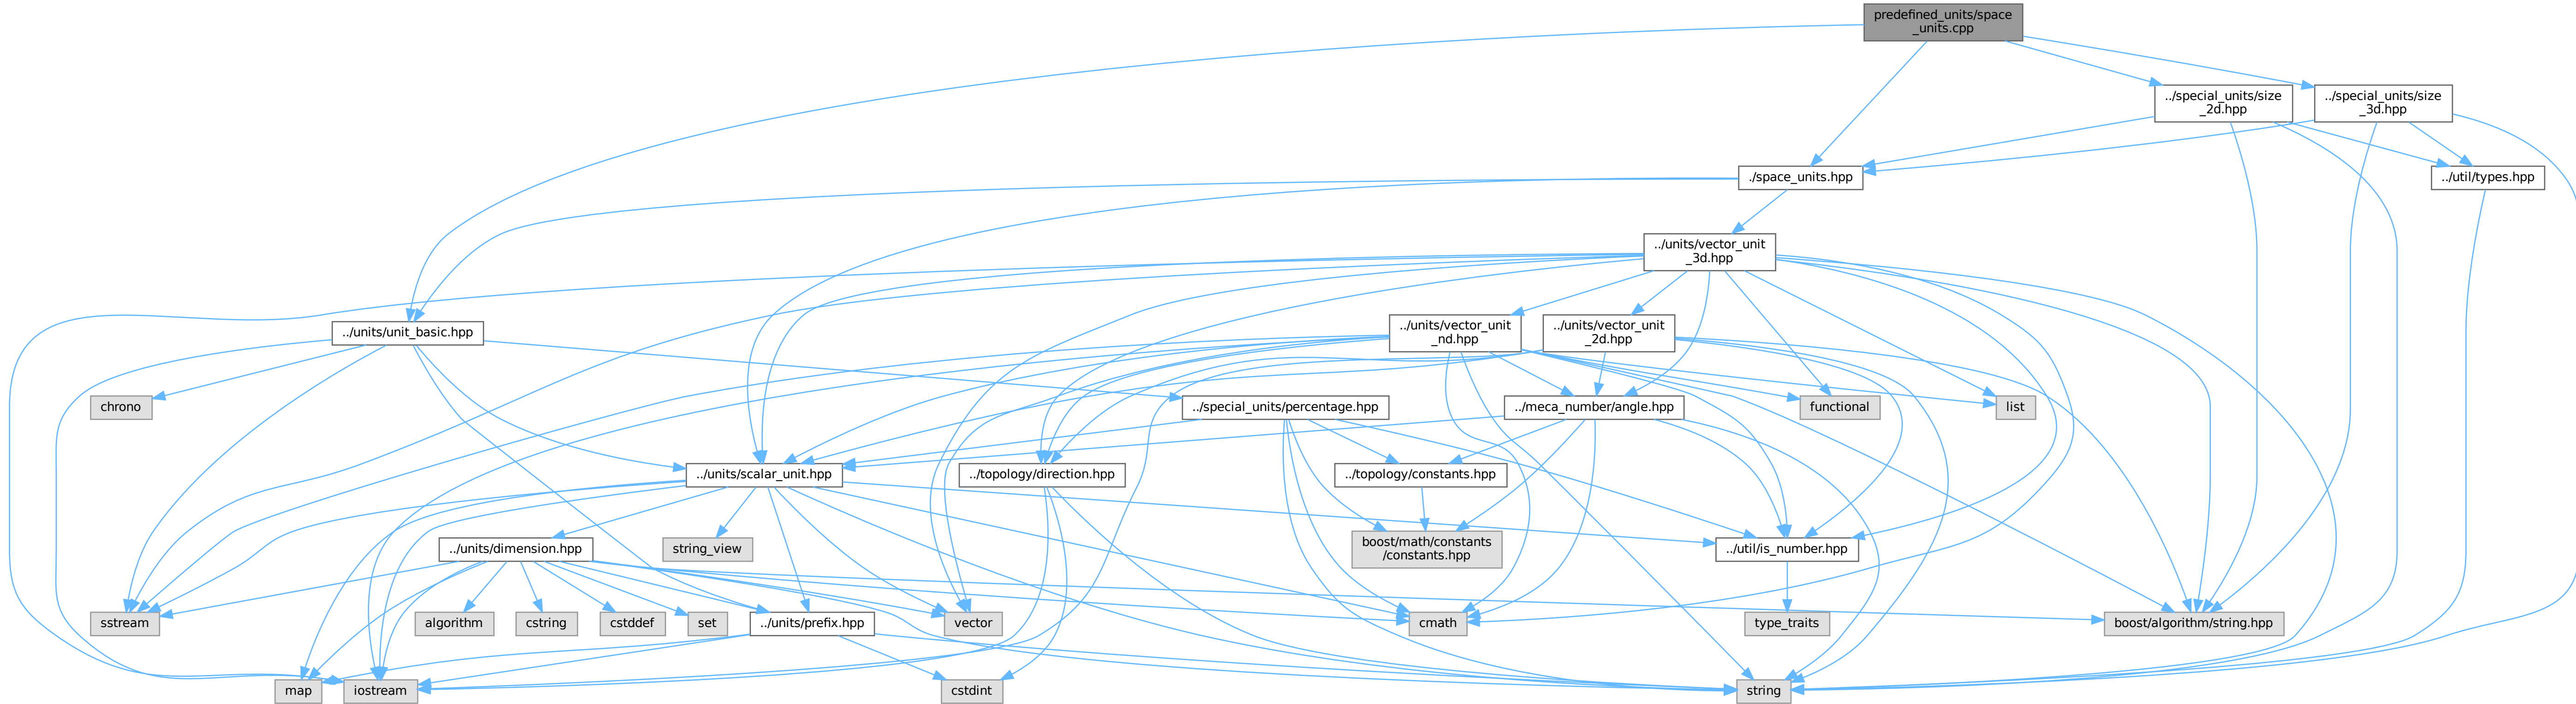 predefined_units/space
_units.cpp
../special_units/size
_2d.hpp
../special_units/size
_3d.hpp
./space_units.hpp
../util/types.hpp
../units/vector_unit
_3d.hpp
../units/unit_basic.hpp
../units/vector_unit
_nd.hpp
../units/vector_unit
_2d.hpp
chrono
../special_units/percentage.hpp
../meca_number/angle.hpp
functional
list
../units/scalar_unit.hpp
../topology/direction.hpp
../topology/constants.hpp
../units/dimension.hpp
string_view
boost/math/constants
/constants.hpp
../util/is_number.hpp
sstream
algorithm
cstring
cstddef
set
../units/prefix.hpp
vector
cmath
type_traits
boost/algorithm/string.hpp
map
iostream
cstdint
string